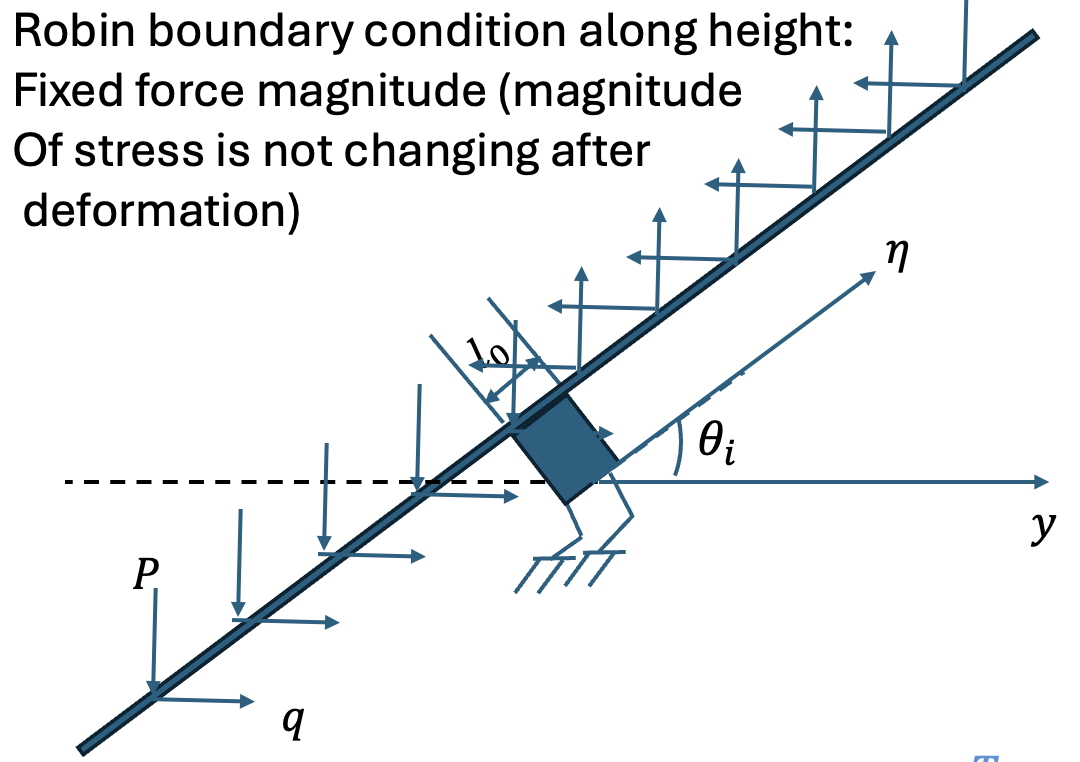 Robin boundary condition along height:
Fixed force magnitude (magnitude
Of stress is not changing after
deformation)
η
l₀
θᵢ
y
P
q